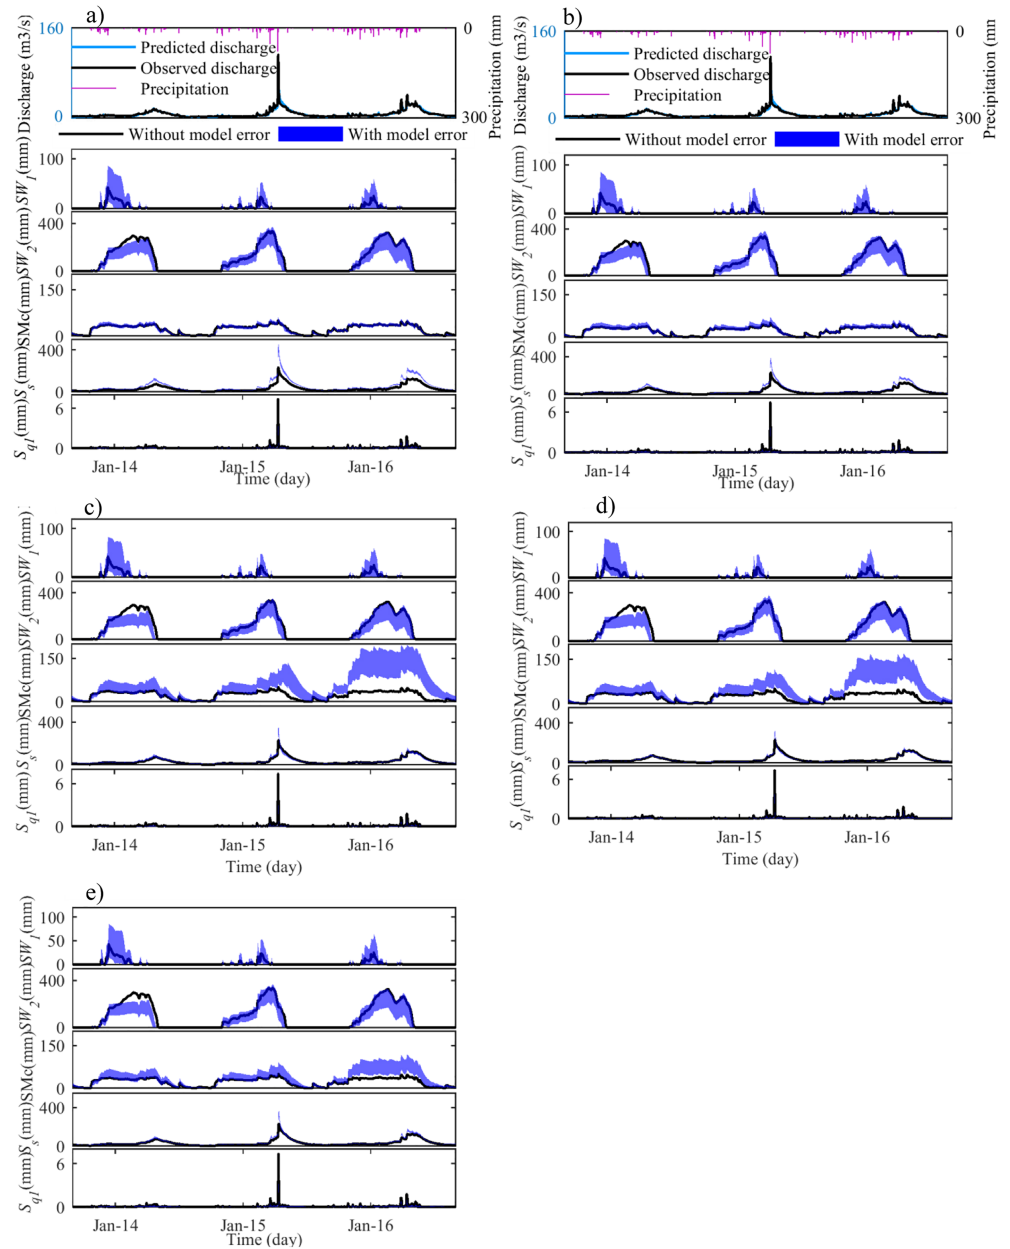 a)
160
0
Discharge (m3/s)
Precipitation (mm
Predicted discharge
Observed discharge
Precipitation
0
300
Without model error
With model error
100
0
SW1(mm)
400
0
SW2(mm)
150
0
SMc(mm)
400
0
Ss(mm)
6
0
Sq1(mm)
Jan-14
Jan-15
Jan-16
Time (day)
b)
160
0
Discharge (m3/s)
Precipitation (mm
Predicted discharge
Observed discharge
Precipitation
0
300
Without model error
With model error
100
0
SW1(mm)
400
0
SW2(mm)
150
0
SMc(mm)
400
0
Ss(mm)
6
0
Sq1(mm)
Jan-14
Jan-15
Jan-16
Time (day)
c)
100
0
SW1(mm)
400
0
SW2(mm)
150
0
SMc(mm)
400
0
Ss(mm)
6
0
Sq1(mm)
Jan-14
Jan-15
Jan-16
Time (day)
d)
100
0
SW1(mm)
400
0
SW2(mm)
150
0
SMc(mm)
400
0
Ss(mm)
6
0
Sq1(mm)
Jan-14
Jan-15
Jan-16
Time (day)
e)
100
50
0
SW1(mm)
400
0
SW2(mm)
150
0
SMc(mm)
400
0
Ss(mm)
6
0
Sq1(mm)
Jan-14
Jan-15
Jan-16
Time (day)